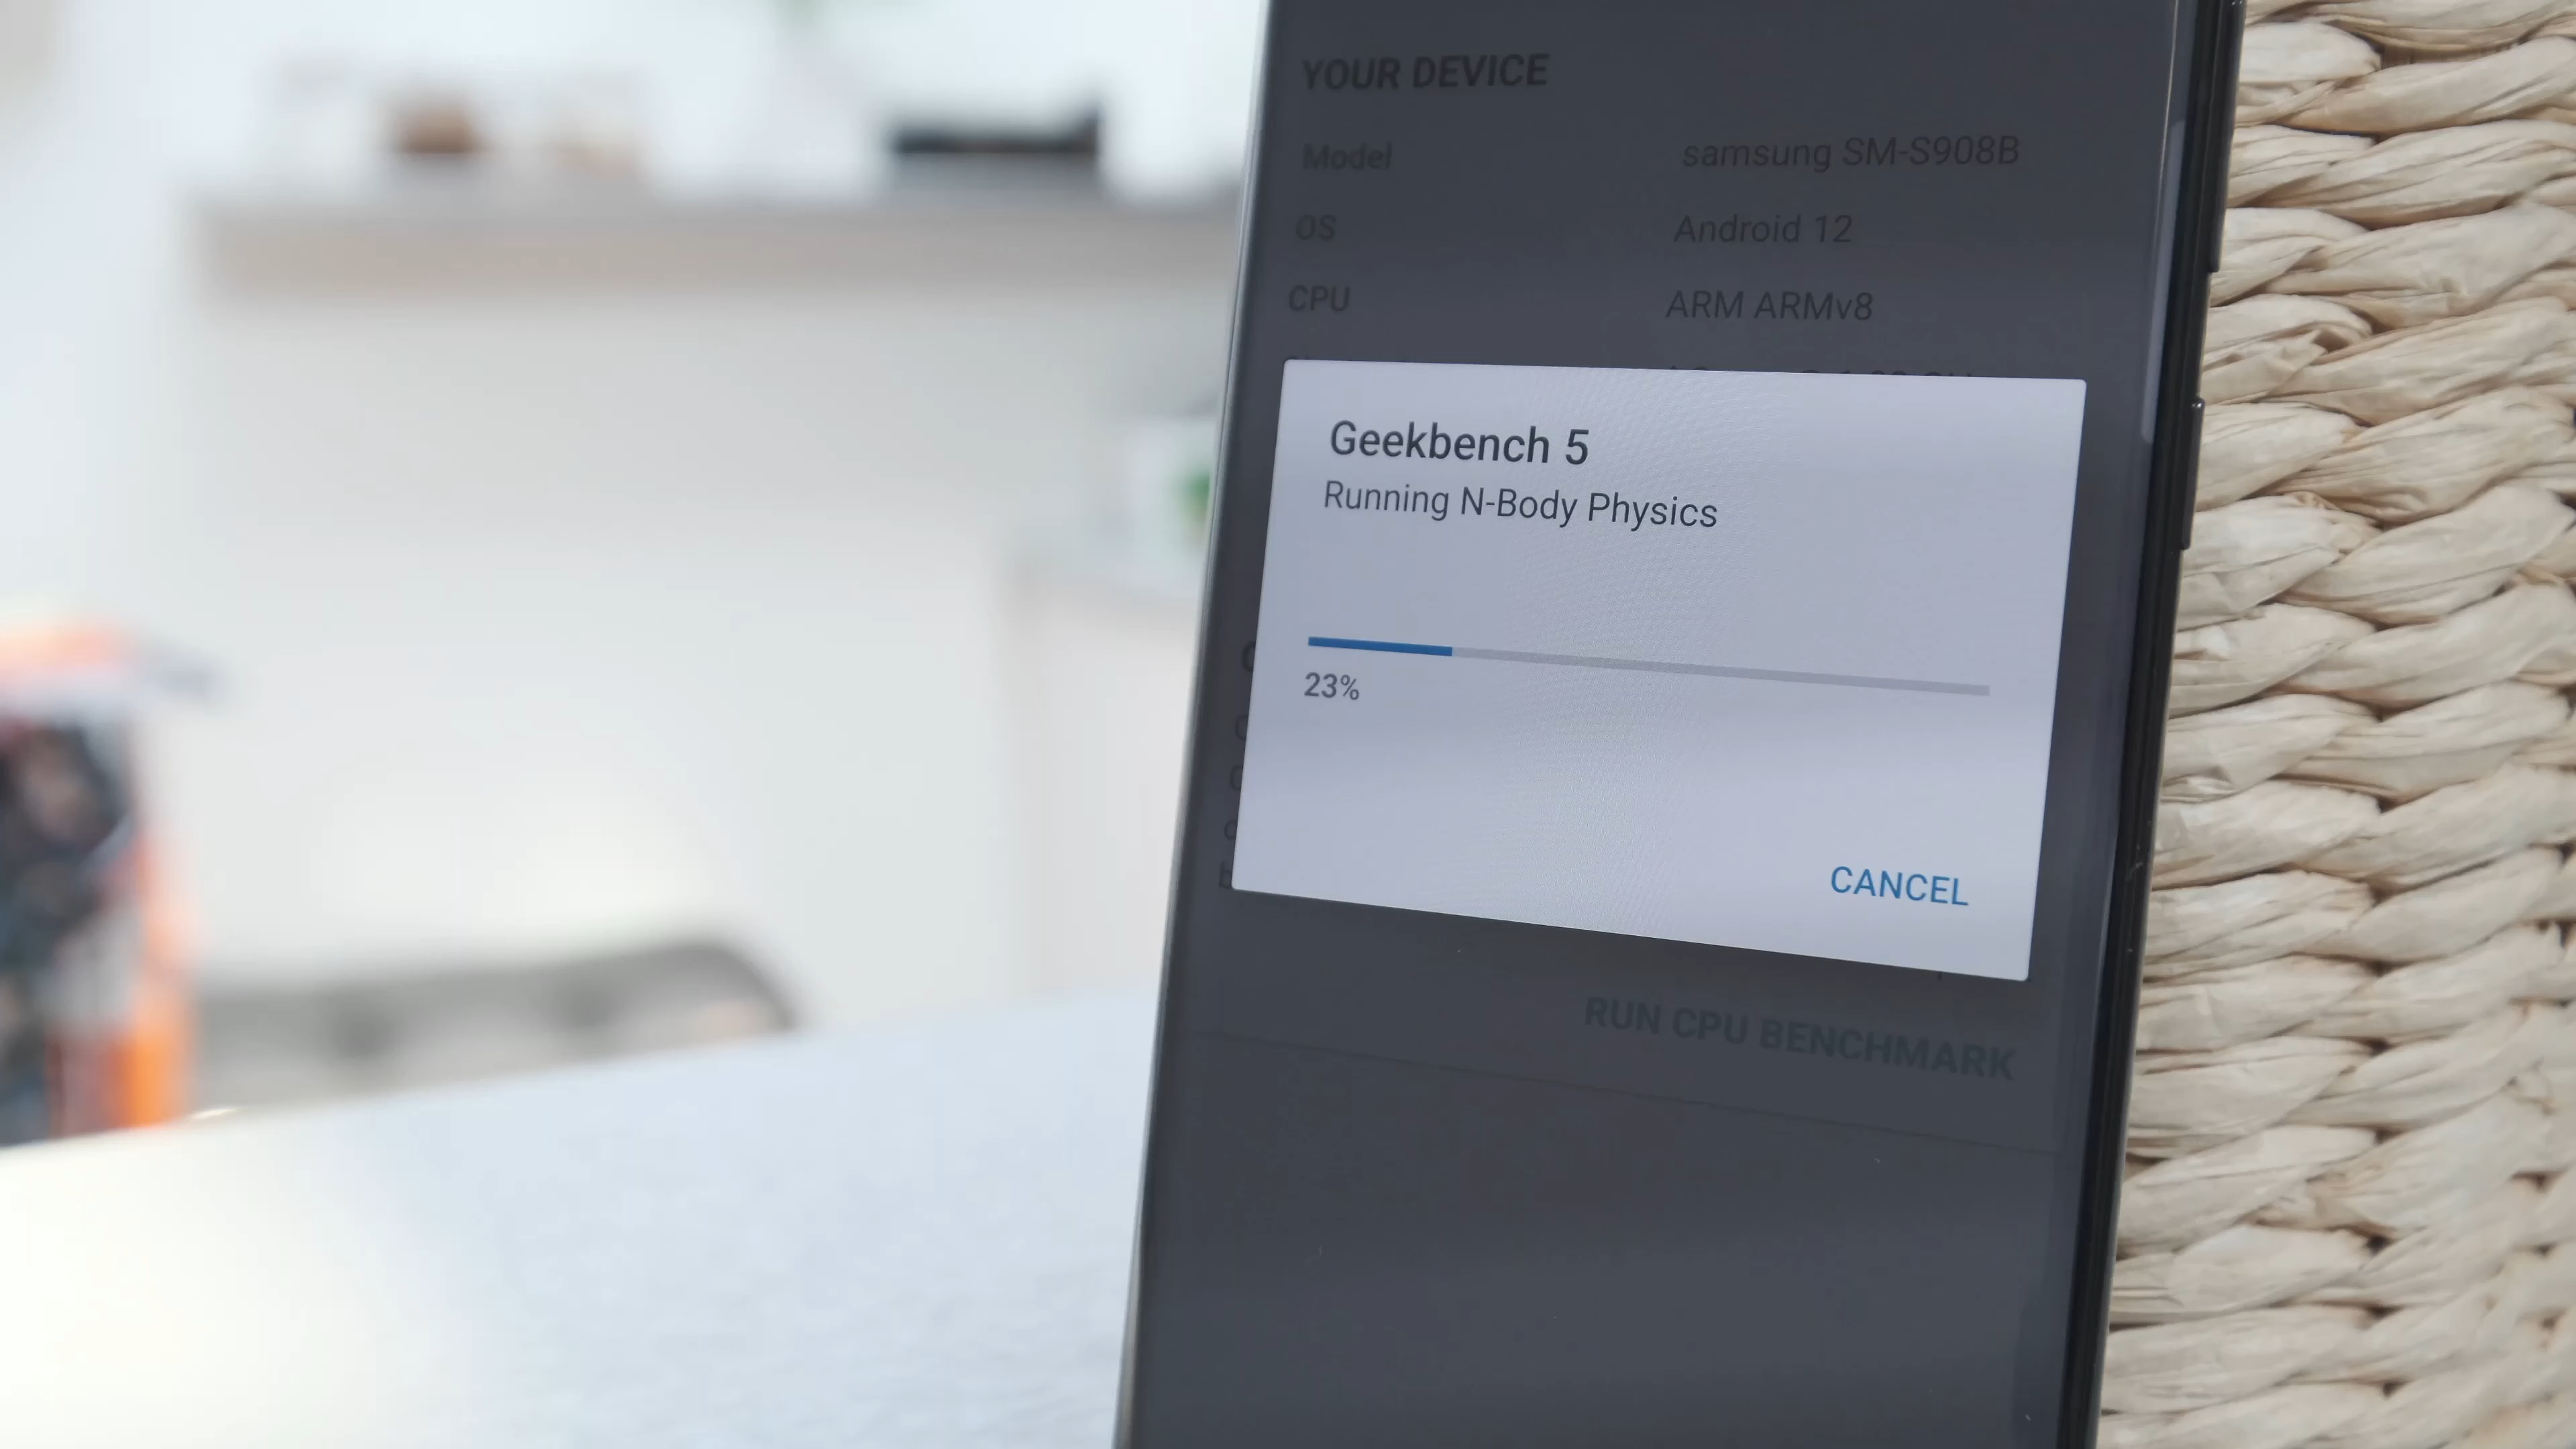 YOUR DEVICE
Model samsung SM-S908B
OS Android 12
CPU ARM ARMv8
Geekbench 5
Running N-Body Physics
23%
CANCEL
RUN CPU BENCHMARK